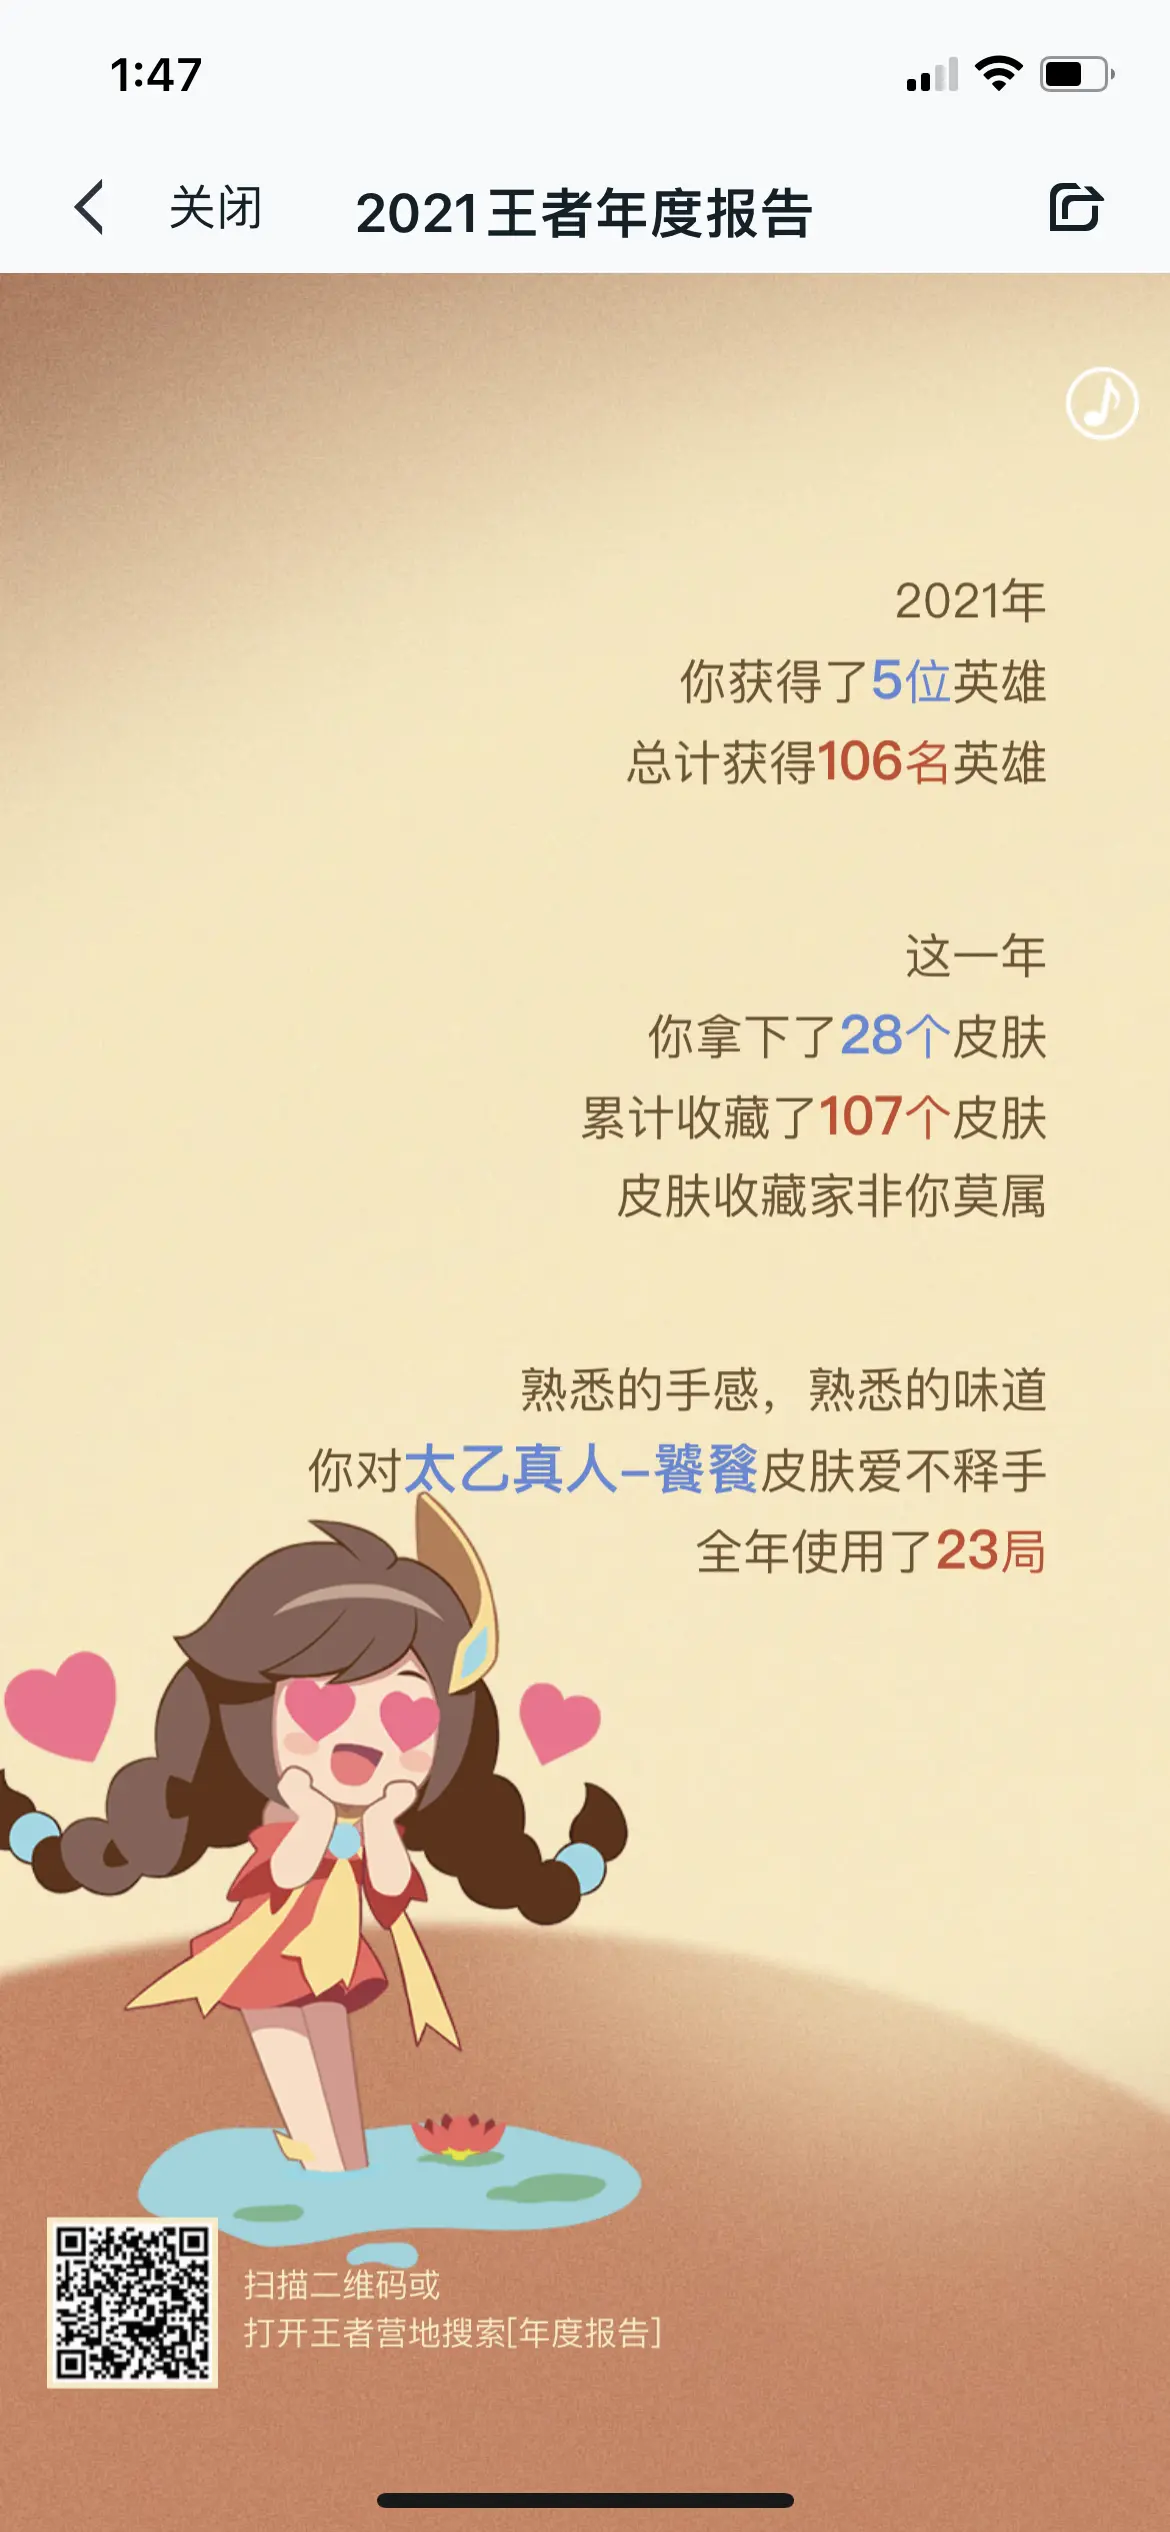 1:47
关闭
2021王者年度报告
2021年
你获得了5位英雄
总计获得106名英雄
这一年
你拿下了28个皮肤
累计收藏了107个皮肤
皮肤收藏家非你莫属
熟悉的手感，熟悉的味道
你对太乙真人-饕餮皮肤爱不释手
全年使用了23局
扫描二维码或
打开王者营地搜索[年度报告]